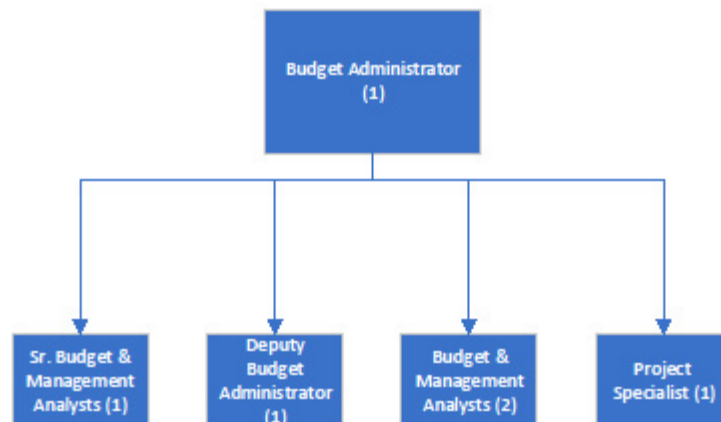 Budget Administrator
(1)
Sr. Budget &
Management
Analysts (1)
Deputy
Budget
Administrator
(1)
Budget &
Management
Analysts (2)
Project
Specialist (1)